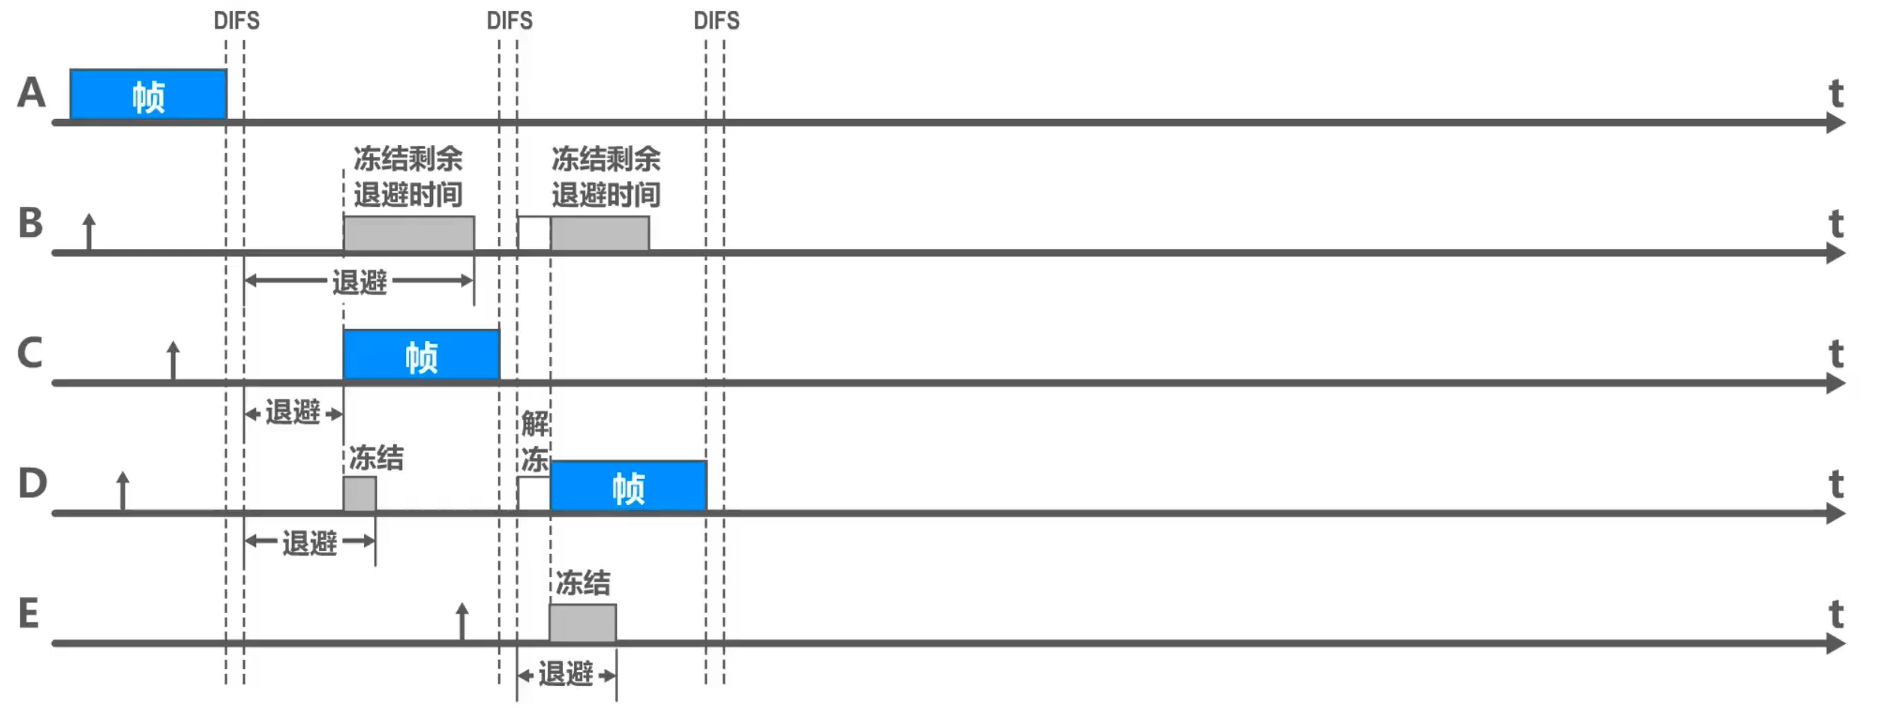 DIFS DIFS DIFS
A 帧 t
冻结剩余 冻结剩余
退避时间 退避时间
B t
退避
C 帧 t
退避 解
冻结 冻
D 帧 t
退避
冻结
E t
退避